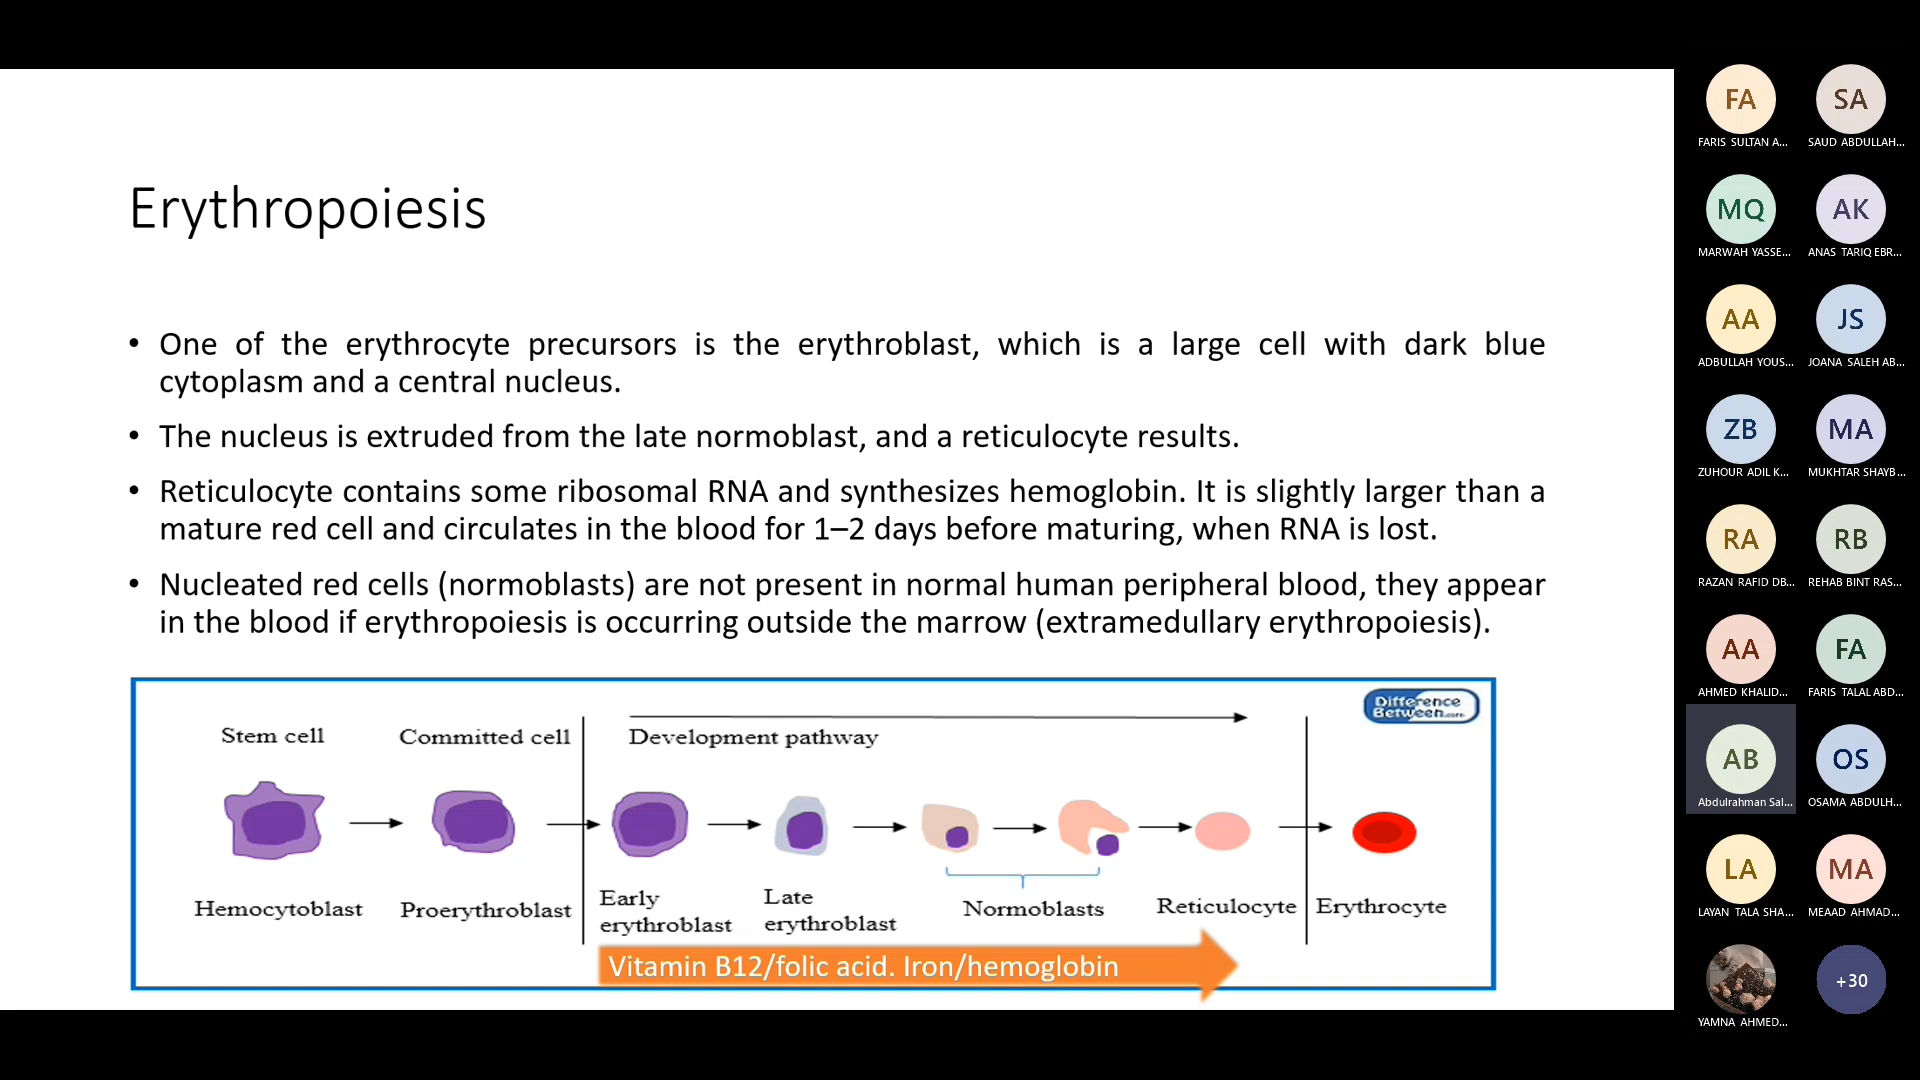 Erythropoiesis
• One of the erythrocyte precursors is the erythroblast, which is a large cell with dark blue
cytoplasm and a central nucleus.
• The nucleus is extruded from the late normoblast, and a reticulocyte results.
• Reticulocyte contains some ribosomal RNA and synthesizes hemoglobin. It is slightly larger than a
mature red cell and circulates in the blood for 1–2 days before maturing, when RNA is lost.
• Nucleated red cells (normoblasts) are not present in normal human peripheral blood, they appear
in the blood if erythropoiesis is occurring outside the marrow (extramedullary erythropoiesis).
Difference
Between.com
Stem cell
Committed cell
Development pathway
Hemocytoblast
Proerythroblast
Early
erythroblast
Late
erythroblast
Normoblasts
Reticulocyte
Erythrocyte
Vitamin B12/folic acid. Iron/hemoglobin
FA
SA
FARIS SULTAN A...
SAUD ABDULLAH...
MQ
AK
MARWAH YASSE...
ANAS TARIQ EBR...
AA
JS
ADBULLAH YOUS...
JOANA SALEH AB...
ZB
MA
ZUHOUR ADIL K...
MUKHTAR SHAYB...
RA
RB
RAZAN RAFID DB...
REHAB BINT RAS...
AA
FA
AHMED KHALID...
FARIS TALAL ABD...
AB
OS
Abdulrahman Sal...
OSAMA ABDULH...
LA
MA
LAYAN TALA SHA...
MEAAD AHMAD...
+30
YAMNA AHMED...